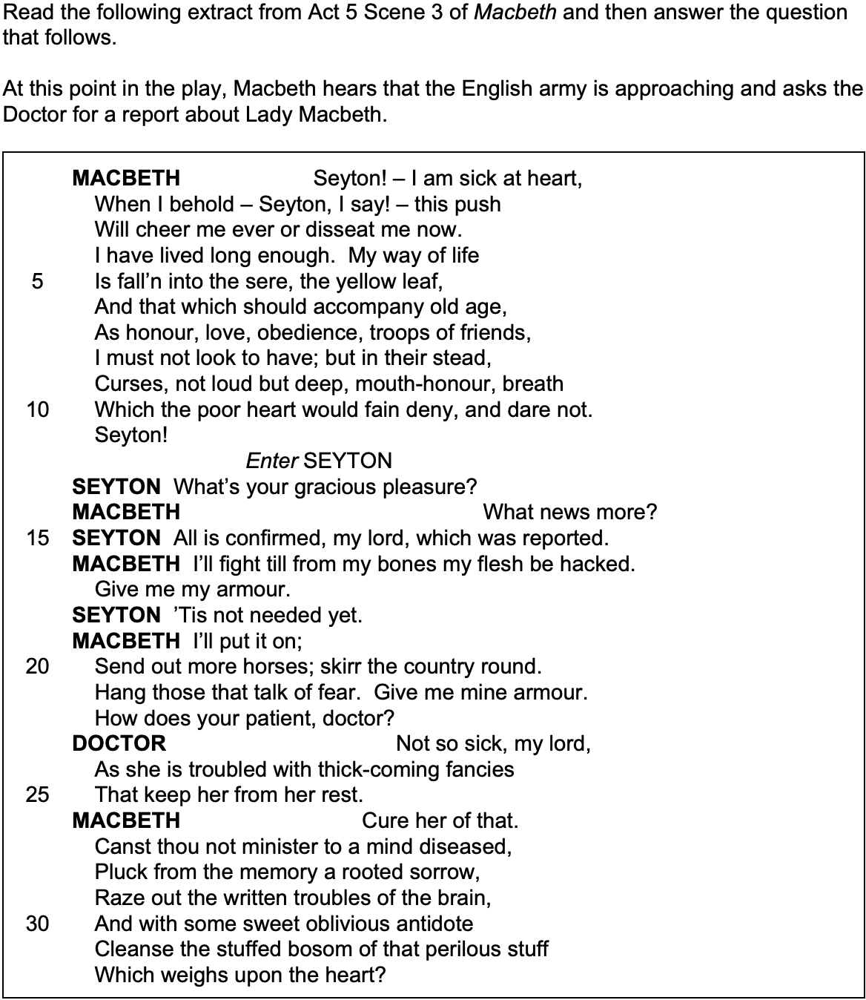 Read the following extract from Act 5 Scene 3 of Macbeth and then answer the question
that follows.
At this point in the play, Macbeth hears that the English army is approaching and asks the
Doctor for a report about Lady Macbeth.
MACBETH Seyton! – I am sick at heart,
When I behold – Seyton, I say! – this push
Will cheer me ever or disseat me now.
I have lived long enough. My way of life
5 Is fall’n into the sere, the yellow leaf,
And that which should accompany old age,
As honour, love, obedience, troops of friends,
I must not look to have; but in their stead,
Curses, not loud but deep, mouth-honour, breath
10 Which the poor heart would fain deny, and dare not.
Seyton!
Enter SEYTON
SEYTON What’s your gracious pleasure?
MACBETH What news more?
15 SEYTON All is confirmed, my lord, which was reported.
MACBETH I’ll fight till from my bones my flesh be hacked.
Give me my armour.
SEYTON ’Tis not needed yet.
MACBETH I’ll put it on;
20 Send out more horses; skirr the country round.
Hang those that talk of fear. Give me mine armour.
How does your patient, doctor?
DOCTOR Not so sick, my lord,
As she is troubled with thick-coming fancies
25 That keep her from her rest.
MACBETH Cure her of that.
Canst thou not minister to a mind diseased,
Pluck from the memory a rooted sorrow,
Raze out the written troubles of the brain,
30 And with some sweet oblivious antidote
Cleanse the stuffed bosom of that perilous stuff
Which weighs upon the heart?